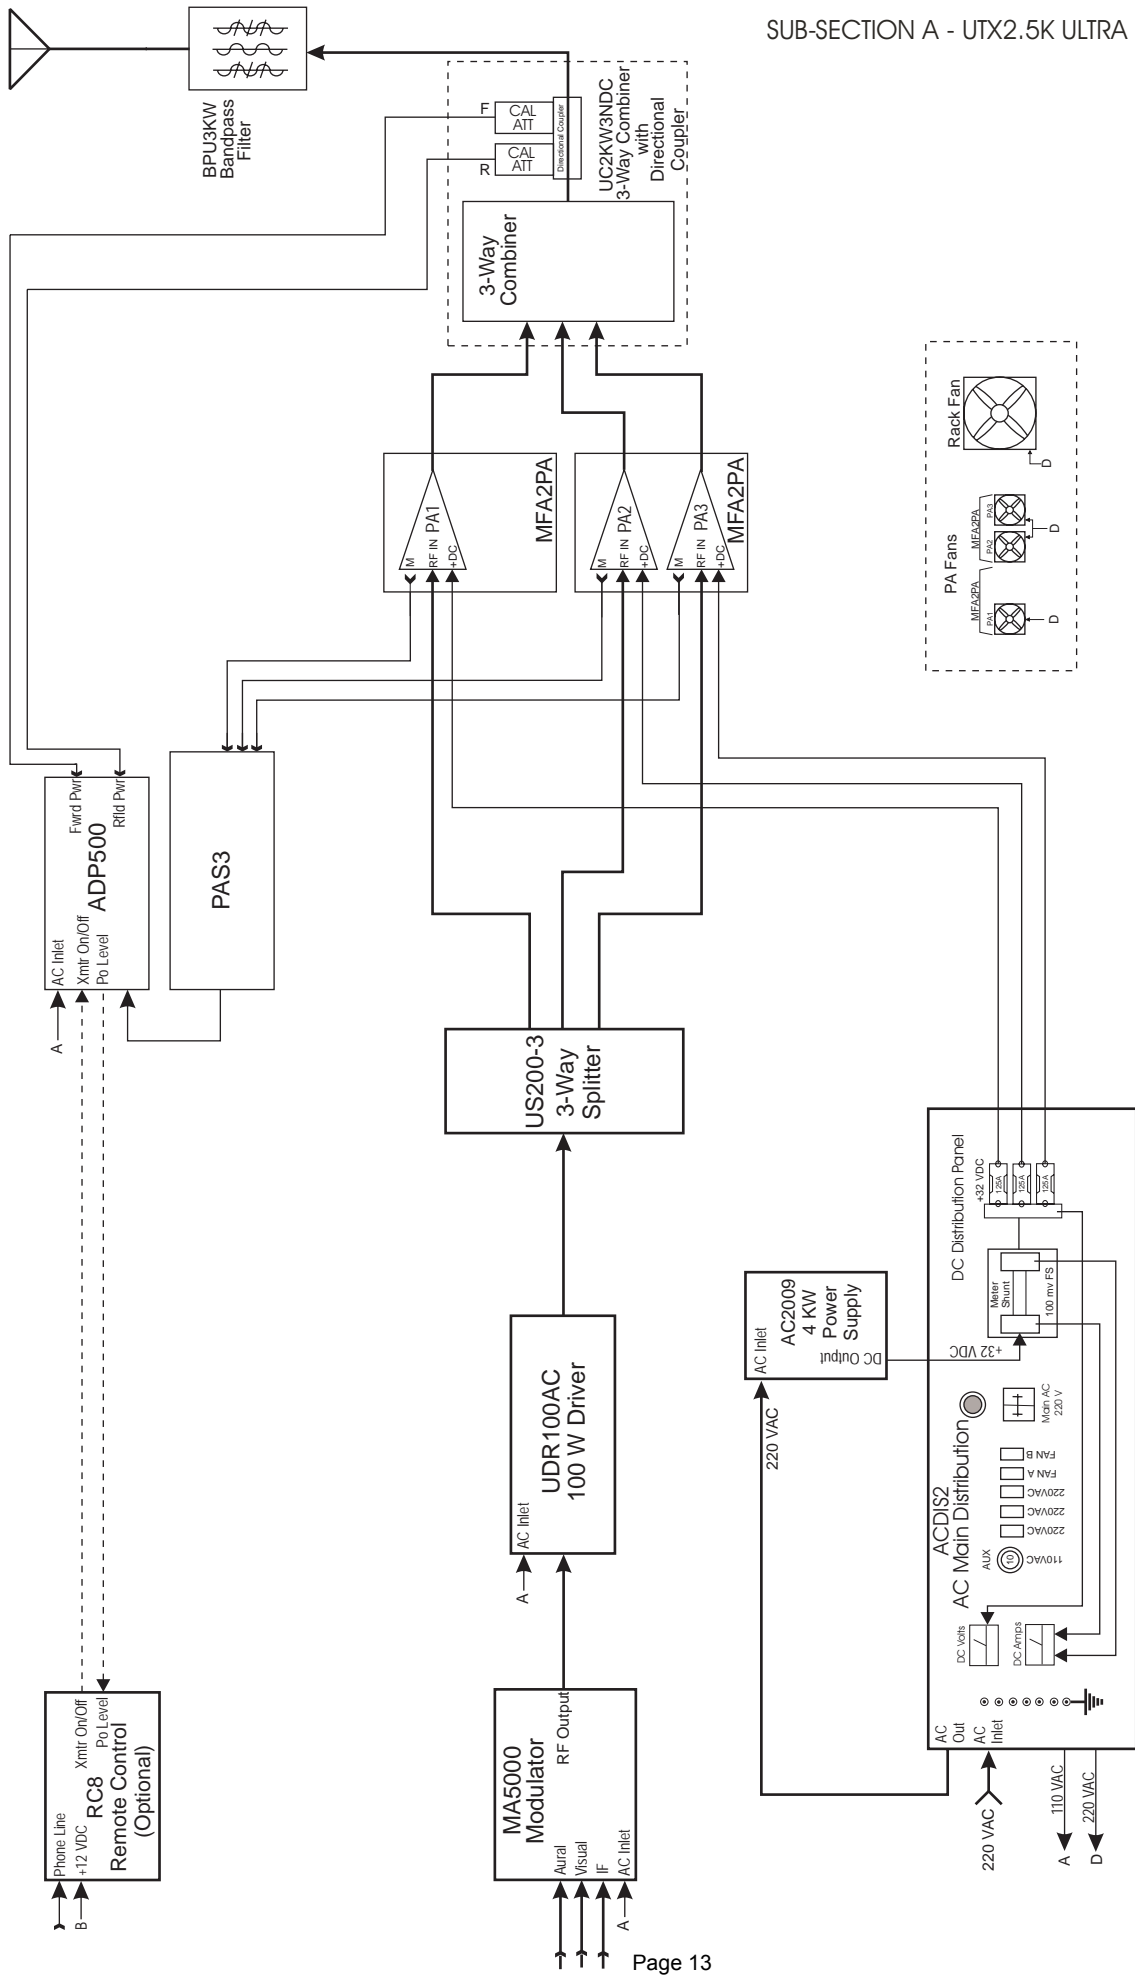 SUB-SECTION A - UTX2.5K ULTRA
BPU3KW
Bandpass
Filter
F
CAL
ATT
R
CAL
ATT
Directional Coupler
UC2KW3NDC
3-Way Combiner
with
Directional
Coupler
3-Way
Combiner
Fwrd Pwr
Rfld Pwr
ADP500
AC Inlet
Xmtr On/Off
Po Level
A
PAS3
M
RF IN
+DC
PA1
MFA2PA
M
RF IN
+DC
PA2
M
RF IN
+DC
PA3
MFA2PA
Rack Fan
D
PA Fans
MFA2PA
PA1
D
MFA2PA
PA2
PA3
D
US200-3
3-Way
Splitter
UDR100AC
100 W Driver
AC Inlet
A
MA5000
Modulator
RF Output
Aural
Visual
IF
AC Inlet
A
Phone Line
+12 VDC
B
Xmtr On/Off
Po Level
RC8
Remote Control
(Optional)
AC Inlet
AC2009
4 KW
Power
Supply
DC Output
220 VAC
+32 VDC
DC Distribution Panel
+32 VDC
125A
125A
125A
Meter
Shunt
100 mv FS
ACDIS2
AC Main Distribution
Main AC
220 V
FAN B
FAN A
220VAC
220VAC
220VAC
AUX
10
110VAC
DC Volts
DC Amps
AC
Out
AC
Inlet
220 VAC
110 VAC
A
220 VAC
D
Page 13